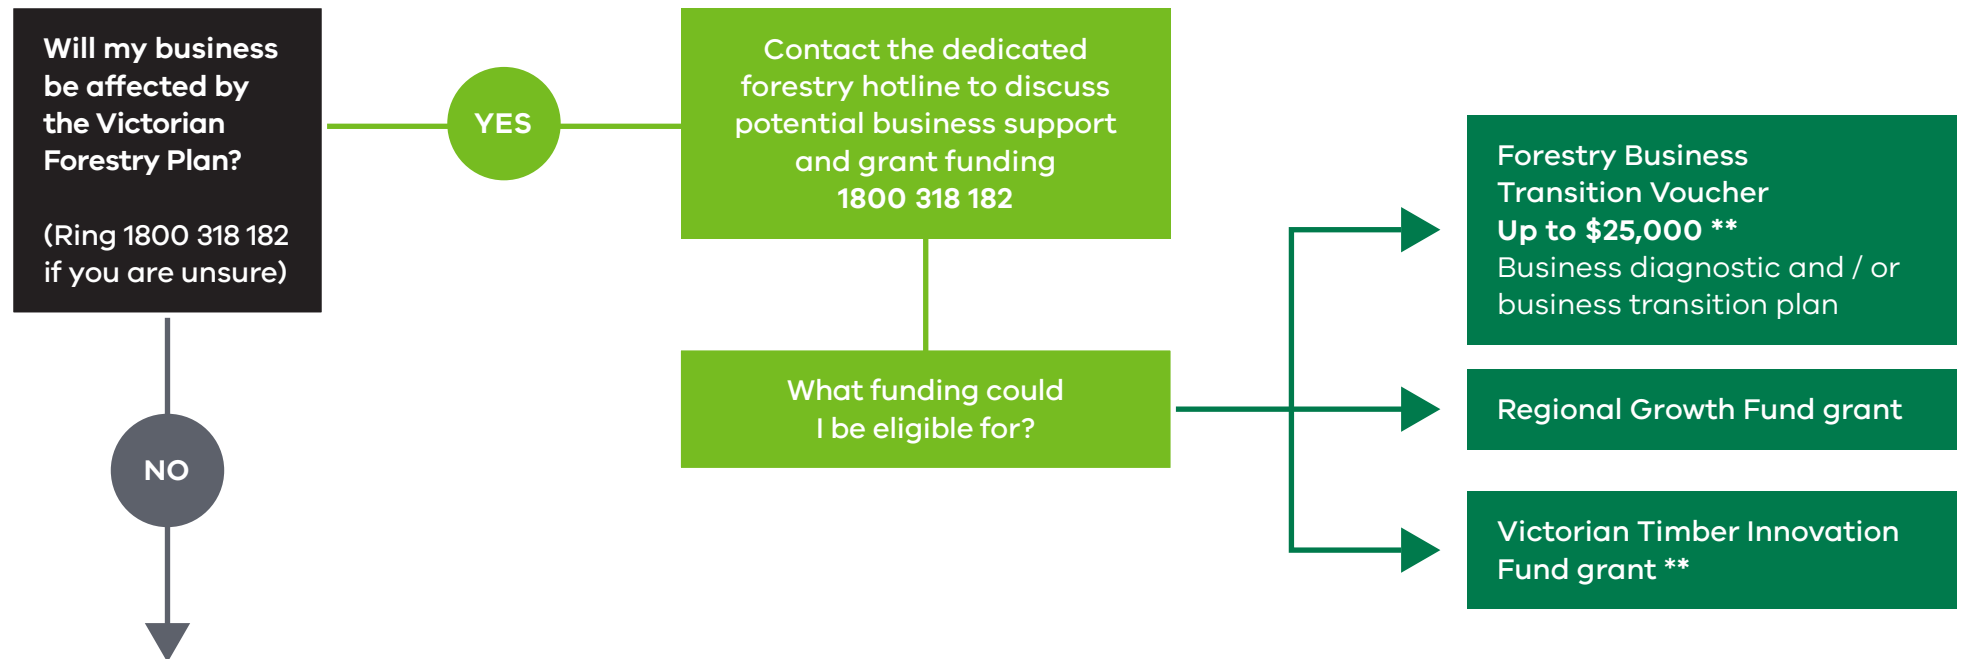 Will my business
be affected by
the Victorian
Forestry Plan?
(Ring 1800 318 182
if you are unsure)
YES
NO
Contact the dedicated
forestry hotline to discuss
potential business support
and grant funding
1800 318 182
What funding could
I be eligible for?
Forestry Business
Transition Voucher
Up to $25,000 **
Business diagnostic and / or
business transition plan
Regional Growth Fund grant
Victorian Timber Innovation
Fund grant **